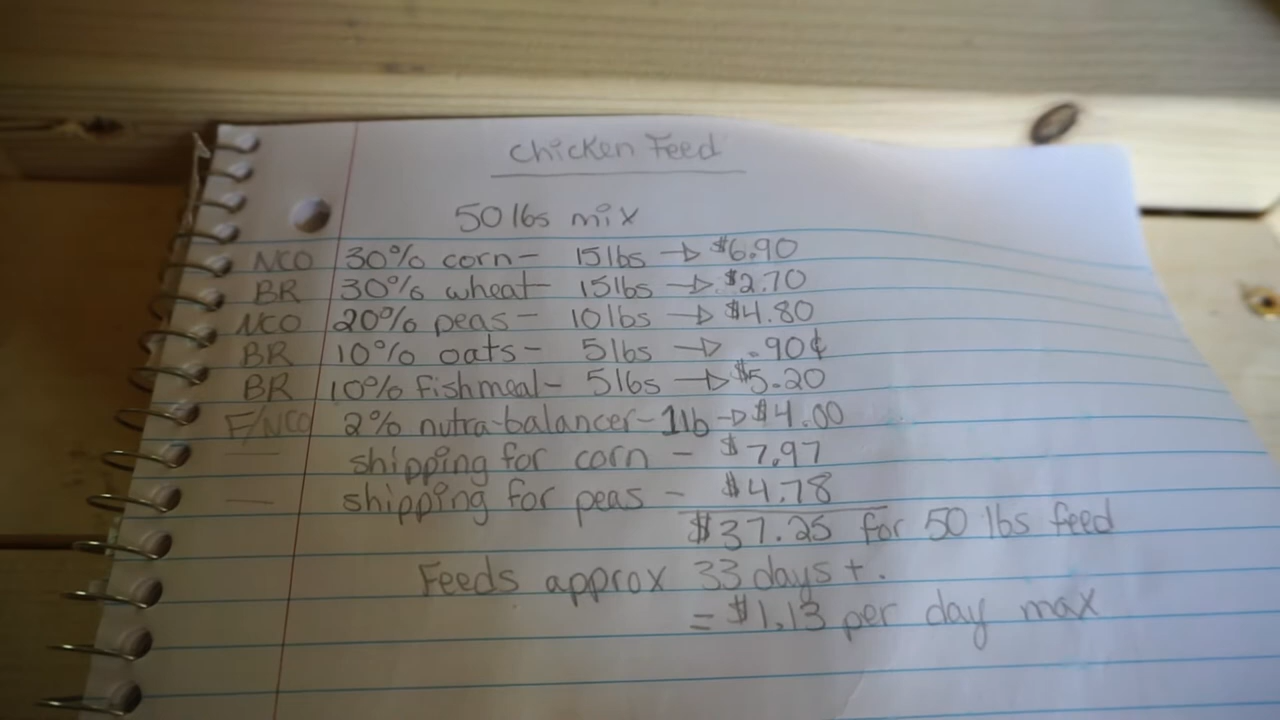 Chicken Feed
50 lbs mix
NCO 30% corn - 15lbs → $6.90
BR 30% wheat - 15lbs → $2.70
NCO 20% peas - 10lbs → $4.80
BR 10% oats - 5lbs → .90¢
BR 10% fishmeal - 5lbs → $5.20
F/NCO 2% nutra-balancer - 1lb → $4.00
shipping for corn - $7.97
shipping for peas - $4.78
$37.25 for 50 lbs feed
Feeds approx 33 days +.
= $1.13 per day max